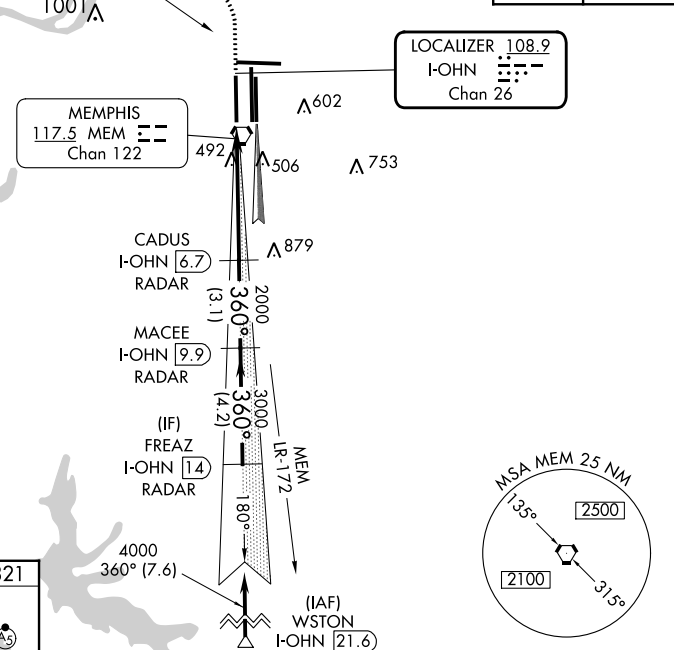 1001
LOCALIZER 108.9
I-OHN
Chan 26
602
MEMPHIS
117.5 MEM
Chan 122
492
506
753
CADUS
I-OHN 6.7
RADAR
879
2000
360°
(3.1)
MACEE
I-OHN 9.9
RADAR
3000
360°
(4.2)
MEM
LR-172
(IF)
FREAZ
I-OHN 14
RADAR
180°
4000
360° (7.6)
(IAF)
WSTON
I-OHN 21.6
MSA MEM 25 NM
135°
2500
2100
315°
321
A5